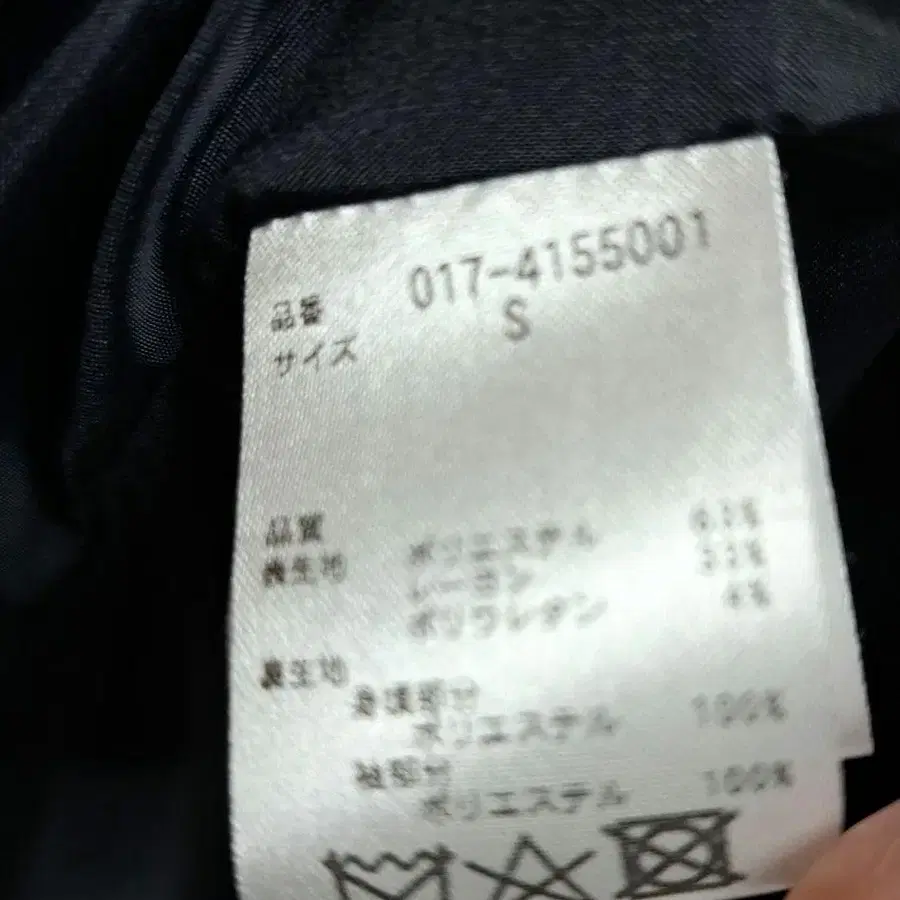 品番 017-4155001
サイズ S
品質
表生地 ポリエステル
レーヨン
ポリウレタン 4%
裏生地
身頃部分
ポリエステル 100%
袖部分
ポリエステル 100%